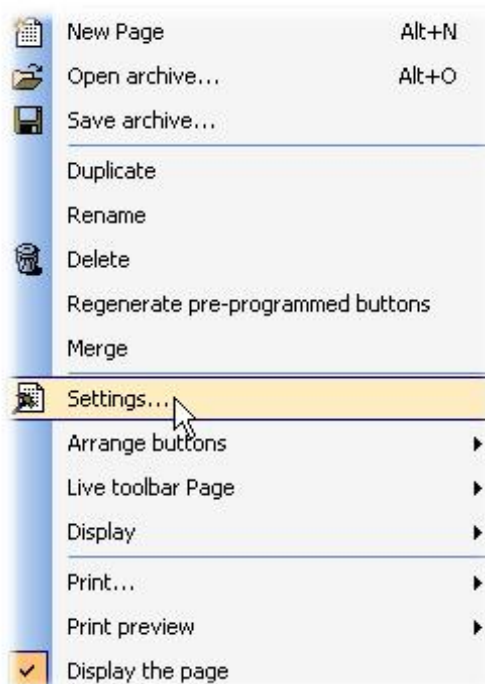 New Page Alt+N
Open archive... Alt+O
Save archive...
Duplicate
Rename
Delete
Regenerate pre-programmed buttons
Merge
Settings...
Arrange buttons
Live toolbar Page
Display
Print...
Print preview
Display the page